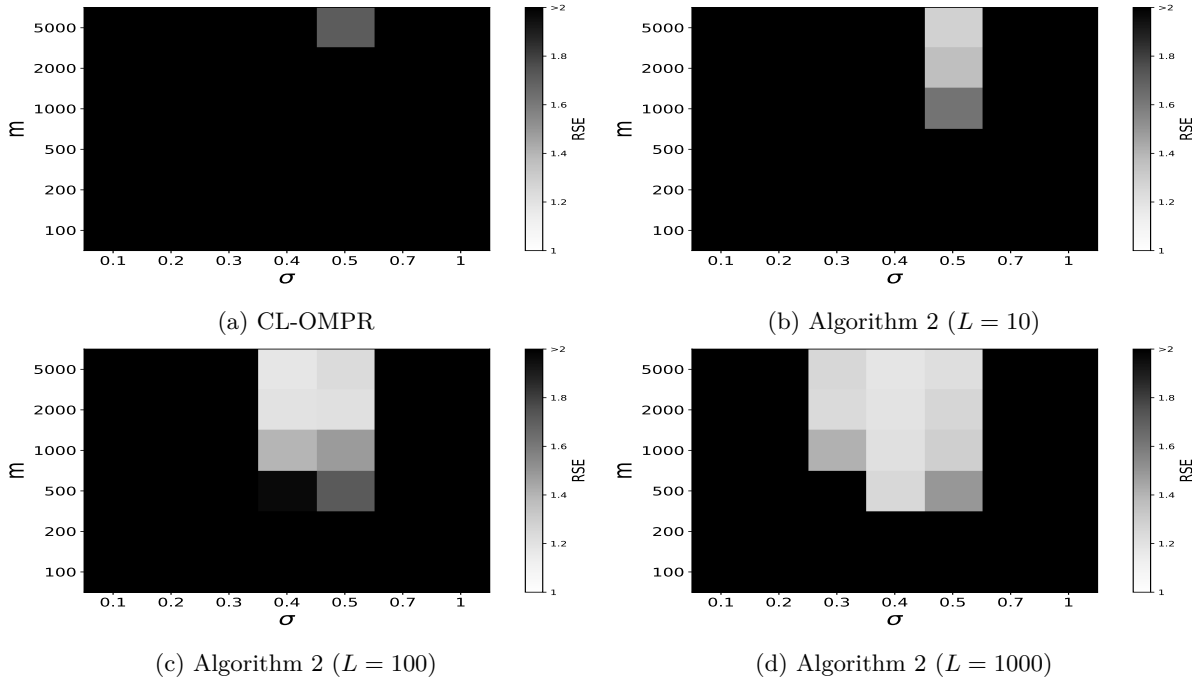 5000
2000
1000
500
200
100
m
0.1 0.2 0.3 0.4 0.5 0.7 1
σ
>2
1.8
1.6
1.4
1.2
1
RSE
(a) CL-OMPR
5000
2000
1000
500
200
100
m
0.1 0.2 0.3 0.4 0.5 0.7 1
σ
>2
1.8
1.6
1.4
1.2
1
RSE
(b) Algorithm 2 (L = 10)
5000
2000
1000
500
200
100
m
0.1 0.2 0.3 0.4 0.5 0.7 1
σ
>2
1.8
1.6
1.4
1.2
1
RSE
(c) Algorithm 2 (L = 100)
5000
2000
1000
500
200
100
m
0.1 0.2 0.3 0.4 0.5 0.7 1
σ
>2
1.8
1.6
1.4
1.2
1
RSE
(d) Algorithm 2 (L = 1000)